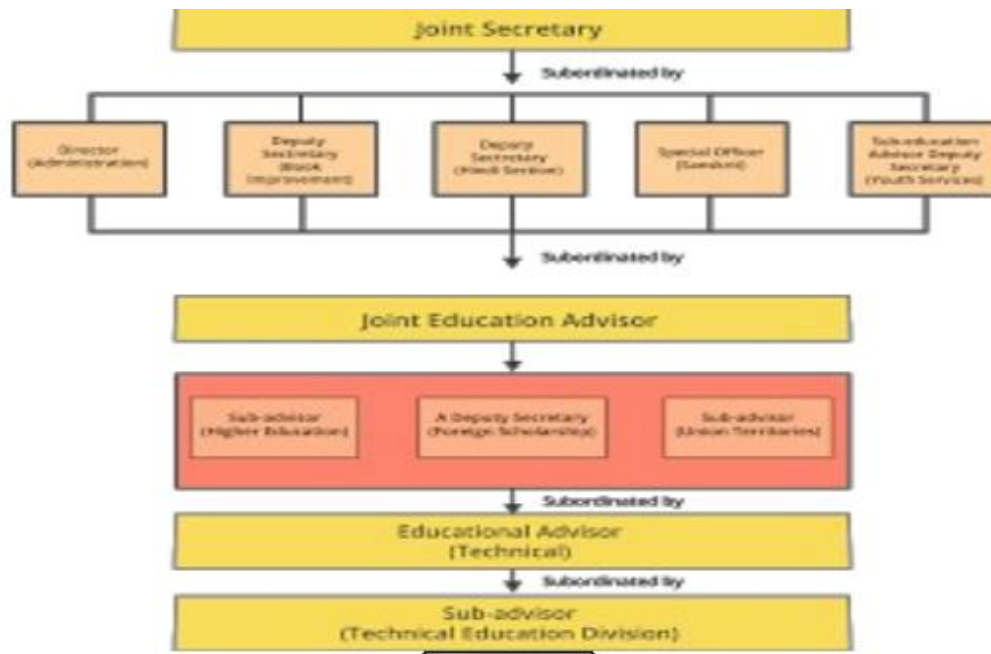 Joint Secretary
Subordinated by
Director
(Administration)
Deputy
Secretary
(Book
Improvement)
Deputy
Secretary
(Hindi Section)
Special Officer
Sub-education
Advisor Deputy
Secretary
(Youth Services)
Subordinated by
Joint Education Advisor
Sub-advisor
(Higher Education)
A Deputy Secretary
(Foreign Scholarship)
Sub-advisor
(Union Territories)
Subordinated by
Educational Advisor
(Technical)
Subordinated by
Sub-advisor
(Technical Education Division)